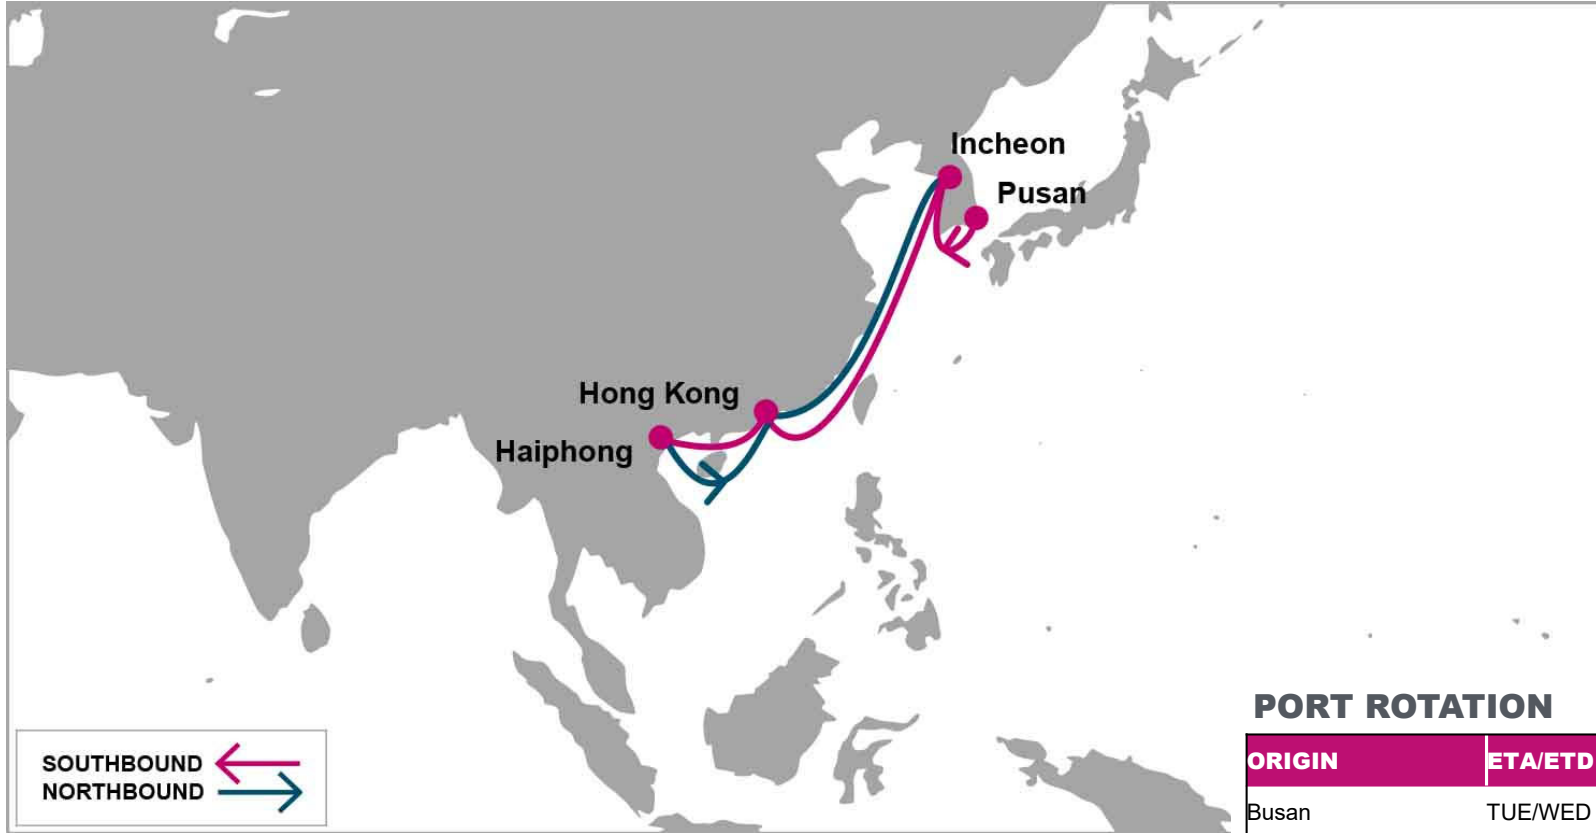 Incheon
Pusan
Hong Kong
Haiphong
SOUTHBOUND
NORTHBOUND
PORT ROTATION
ORIGIN ETA/ETD
Busan TUE/WED